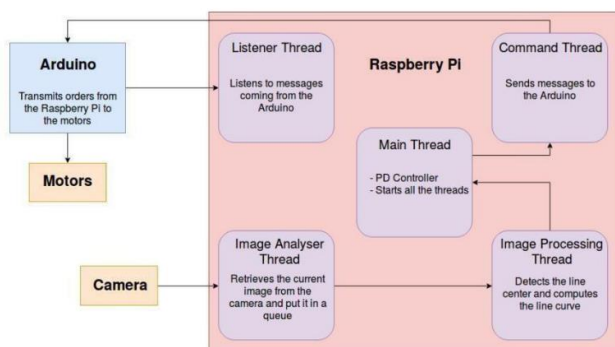 Arduino
Transmits orders from
the Raspberry Pi to
the motors
Motors
Camera
Raspberry Pi
Listener Thread
Listens to messages
coming from the
Arduino
Command Thread
Sends messages to
the Arduino
Main Thread
- PD Controller
- Starts all the threads
Image Analyser
Thread
Retrieves the current
image from the
camera and put it in a
queue
Image Processing
Thread
Detects the line
center and computes
the line curve